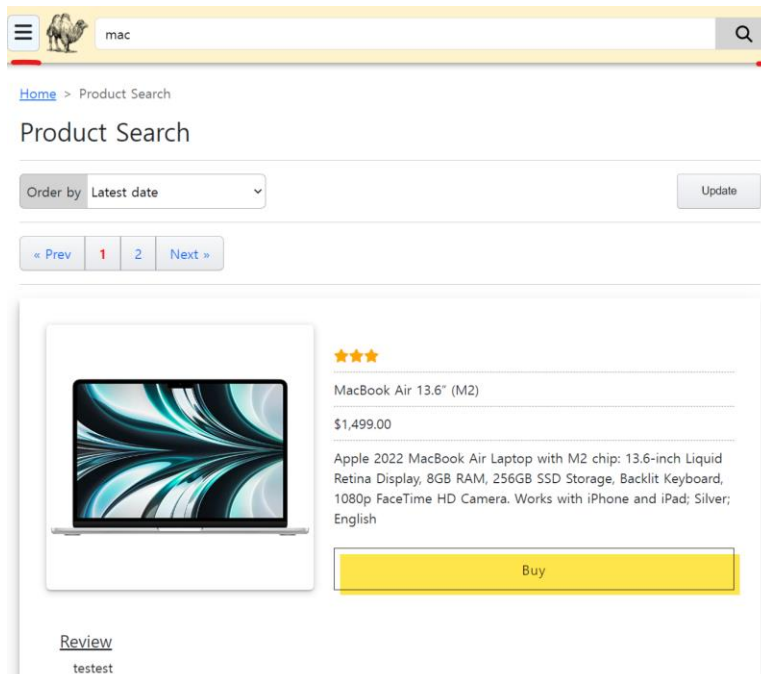 mac
Home > Product Search
Product Search
Order by Latest date
Update
« Prev 1 2 Next »
MacBook Air 13.6" (M2)
$1,499.00
Apple 2022 MacBook Air Laptop with M2 chip: 13.6-inch Liquid
Retina Display, 8GB RAM, 256GB SSD Storage, Backlit Keyboard,
1080p FaceTime HD Camera. Works with iPhone and iPad; Silver;
English
Buy
Review
testest